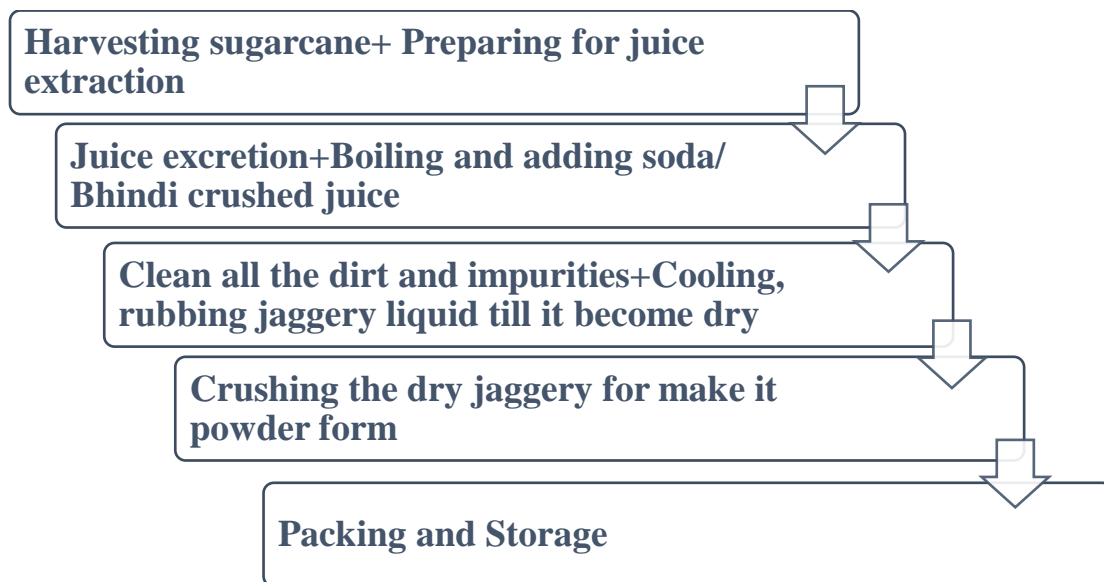 Harvesting sugarcane+ Preparing for juice
extraction
Juice excretion+Boiling and adding soda/
Bhindi crushed juice
Clean all the dirt and impurities+Cooling,
rubbing jaggery liquid till it become dry
Crushing the dry jaggery for make it
powder form
Packing and Storage